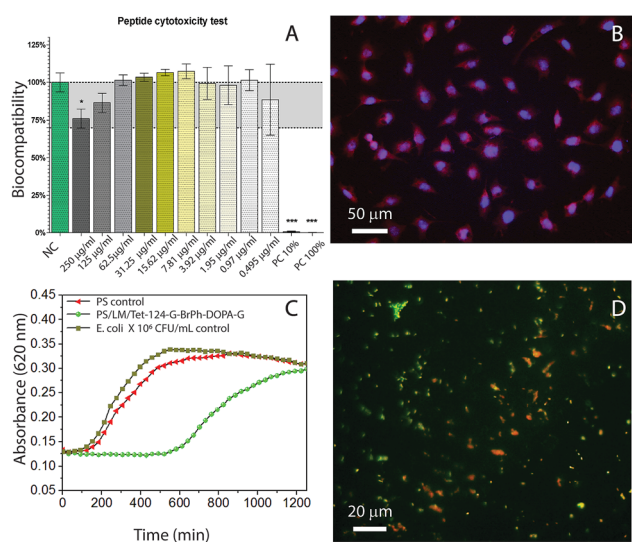 Peptide cytotoxicity test
A
Biocompatibility
125%
100%
75%
50%
25%
0%
*
***
***
NC
250 µg/ml
125 µg/ml
62.5µg/ml
31.25 µg/ml
15.62 µg/ml
7.81 µg/ml
3.92 µg/ml
1.95 µg/ml
0.97 µg/ml
0.495 µg/ml
PC 10%
PC 100%
B
50 µm
C
PS control
PS/LM/Tet-124-G-BrPh-DOPA-G
E. coli X 10⁶ CFU/mL control
Absorbance (620 nm)
0.45
0.40
0.35
0.30
0.25
0.20
0.15
0.10
0.05
0 200 400 600 800 1000 1200
Time (min)
D
20 µm